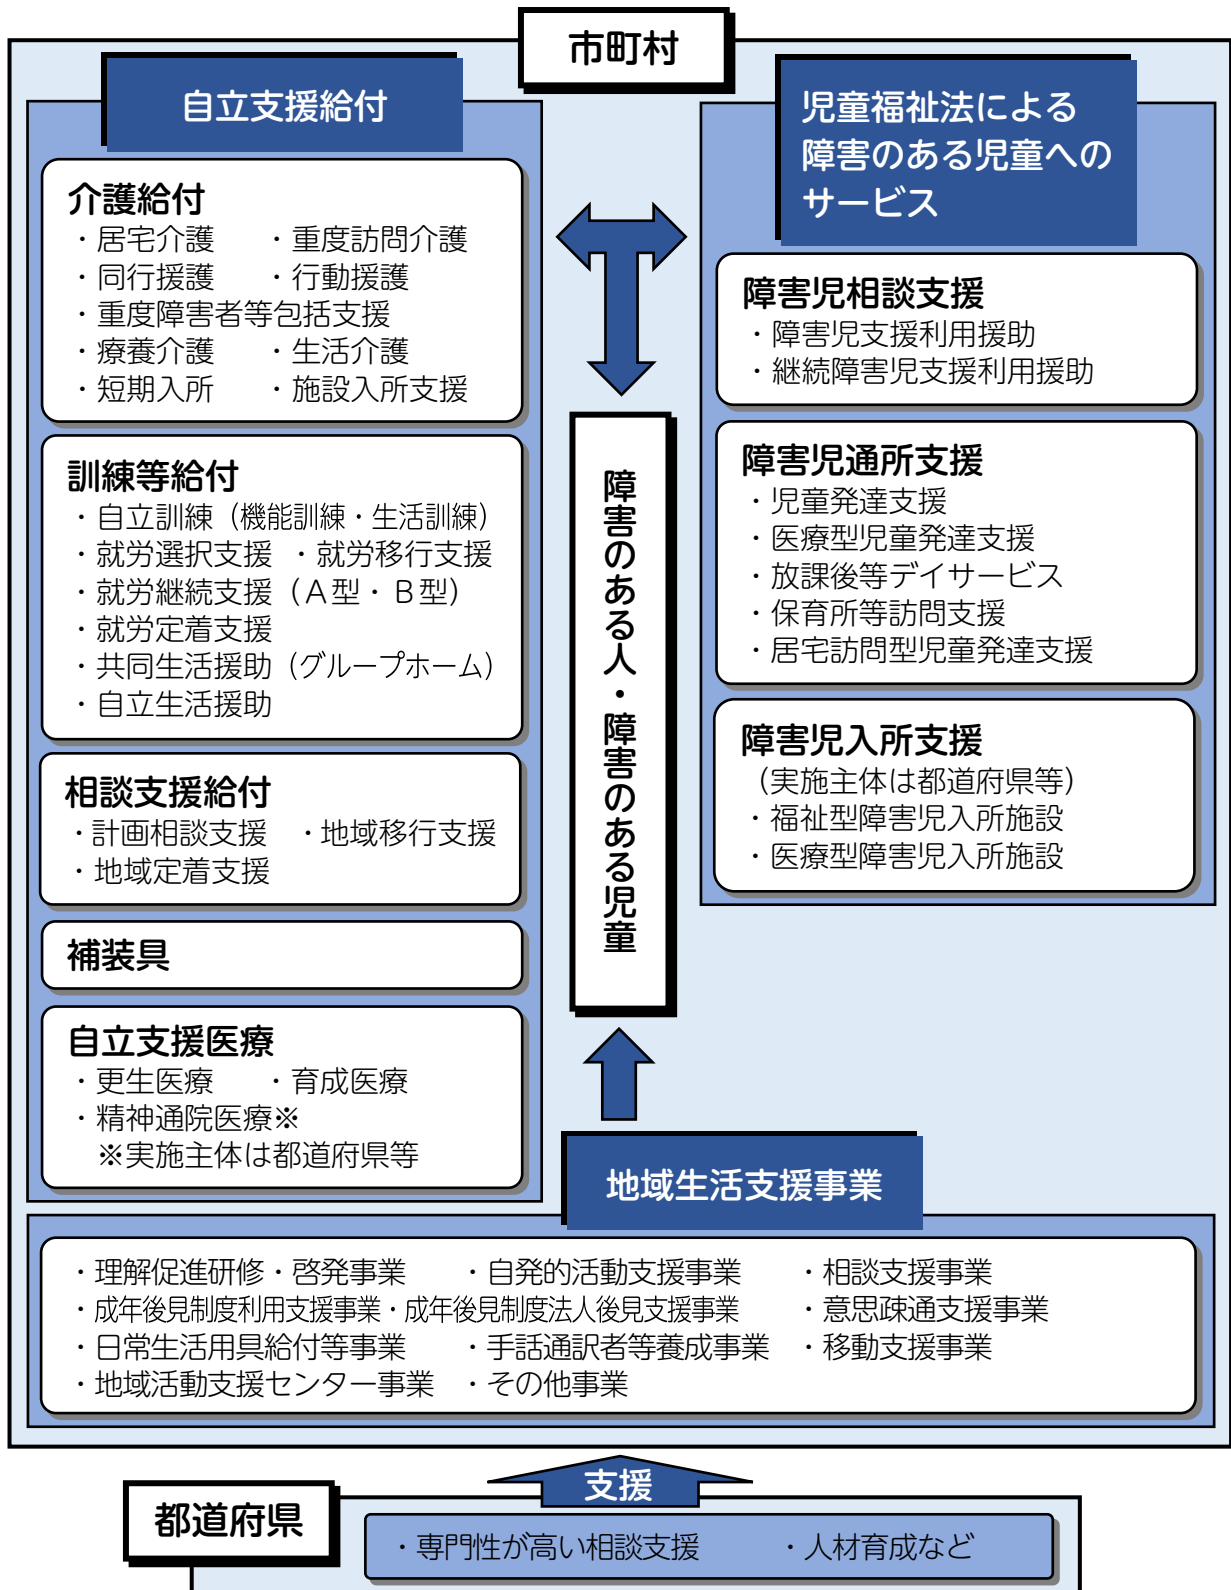 市町村
自立支援給付
介護給付
・居宅介護　・重度訪問介護
・同行援護　・行動援護
・重度障害者等包括支援
・療養介護　・生活介護
・短期入所　・施設入所支援
訓練等給付
・自立訓練（機能訓練・生活訓練）
・就労選択支援　・就労移行支援
・就労継続支援（Ａ型・Ｂ型）
・就労定着支援
・共同生活援助（グループホーム）
・自立生活援助
相談支援給付
・計画相談支援　・地域移行支援
・地域定着支援
補装具
自立支援医療
・更生医療　・育成医療
・精神通院医療※
※実施主体は都道府県等
障害のある人・障害のある児童
児童福祉法による
障害のある児童への
サービス
障害児相談支援
・障害児支援利用援助
・継続障害児支援利用援助
障害児通所支援
・児童発達支援
・医療型児童発達支援
・放課後等デイサービス
・保育所等訪問支援
・居宅訪問型児童発達支援
障害児入所支援
（実施主体は都道府県等）
・福祉型障害児入所施設
・医療型障害児入所施設
地域生活支援事業
・理解促進研修・啓発事業　・自発的活動支援事業　・相談支援事業
・成年後見制度利用支援事業・成年後見制度法人後見支援事業　・意思疎通支援事業
・日常生活用具給付等事業　・手話通訳者等養成事業　・移動支援事業
・地域活動支援センター事業　・その他事業
支援
都道府県
・専門性が高い相談支援　・人材育成など